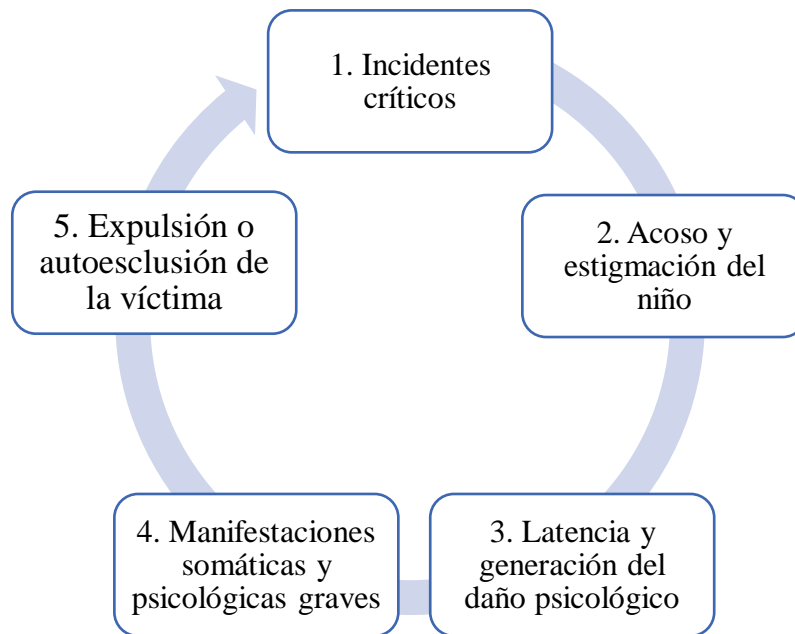 1. Incidentes
críticos
2. Acoso y
estigmación del
niño
3. Latencia y
generación del
daño psicológico
4. Manifestaciones
somáticas y
psicológicas graves
5. Expulsión o
autoesclusión de
la víctima